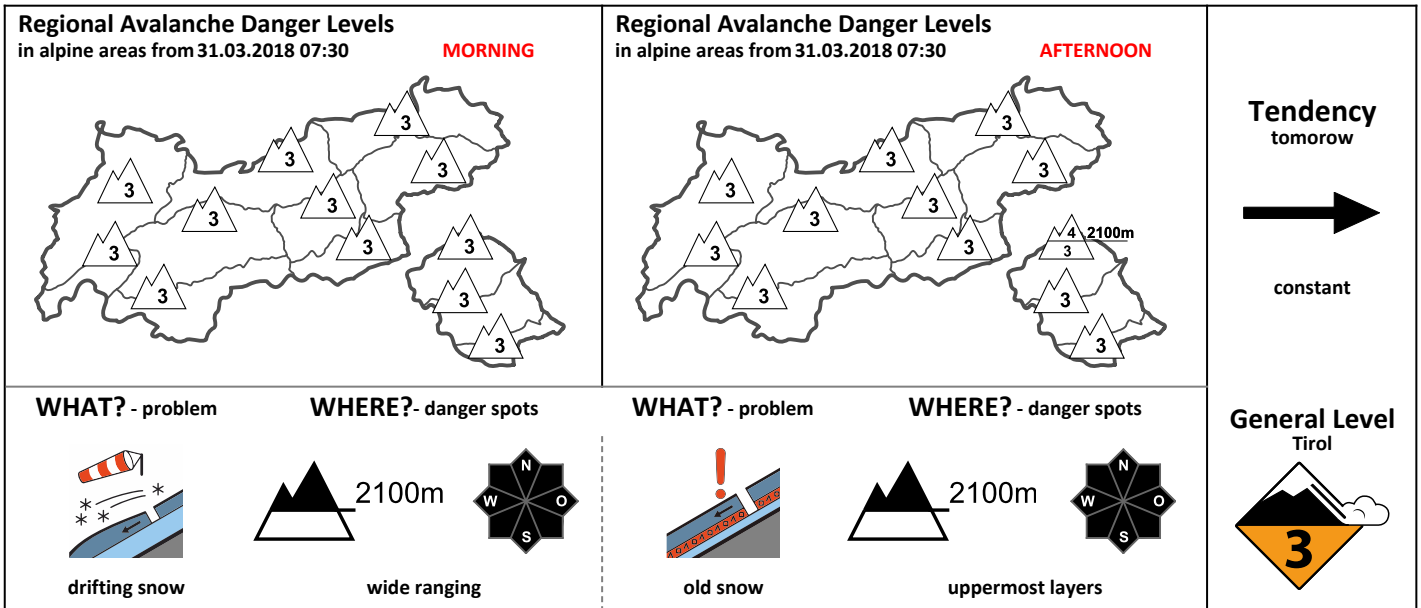 Regional Avalanche Danger Levels
in alpine areas from 31.03.2018 07:30 MORNING
3
3
3
3
3
3
3
3
3
3
3
3
3
Regional Avalanche Danger Levels
in alpine areas from 31.03.2018 07:30 AFTERNOON
3
3
3
3
3
3
3
4 2100m
3
3
3
3
3
3
Tendency
tomorow
constant
WHAT? - problem
drifting snow
WHERE? - danger spots
2100m
N
W O
S
wide ranging
WHAT? - problem
old snow
WHERE? - danger spots
2100m
N
W O
S
uppermost layers
General Level
Tirol
3